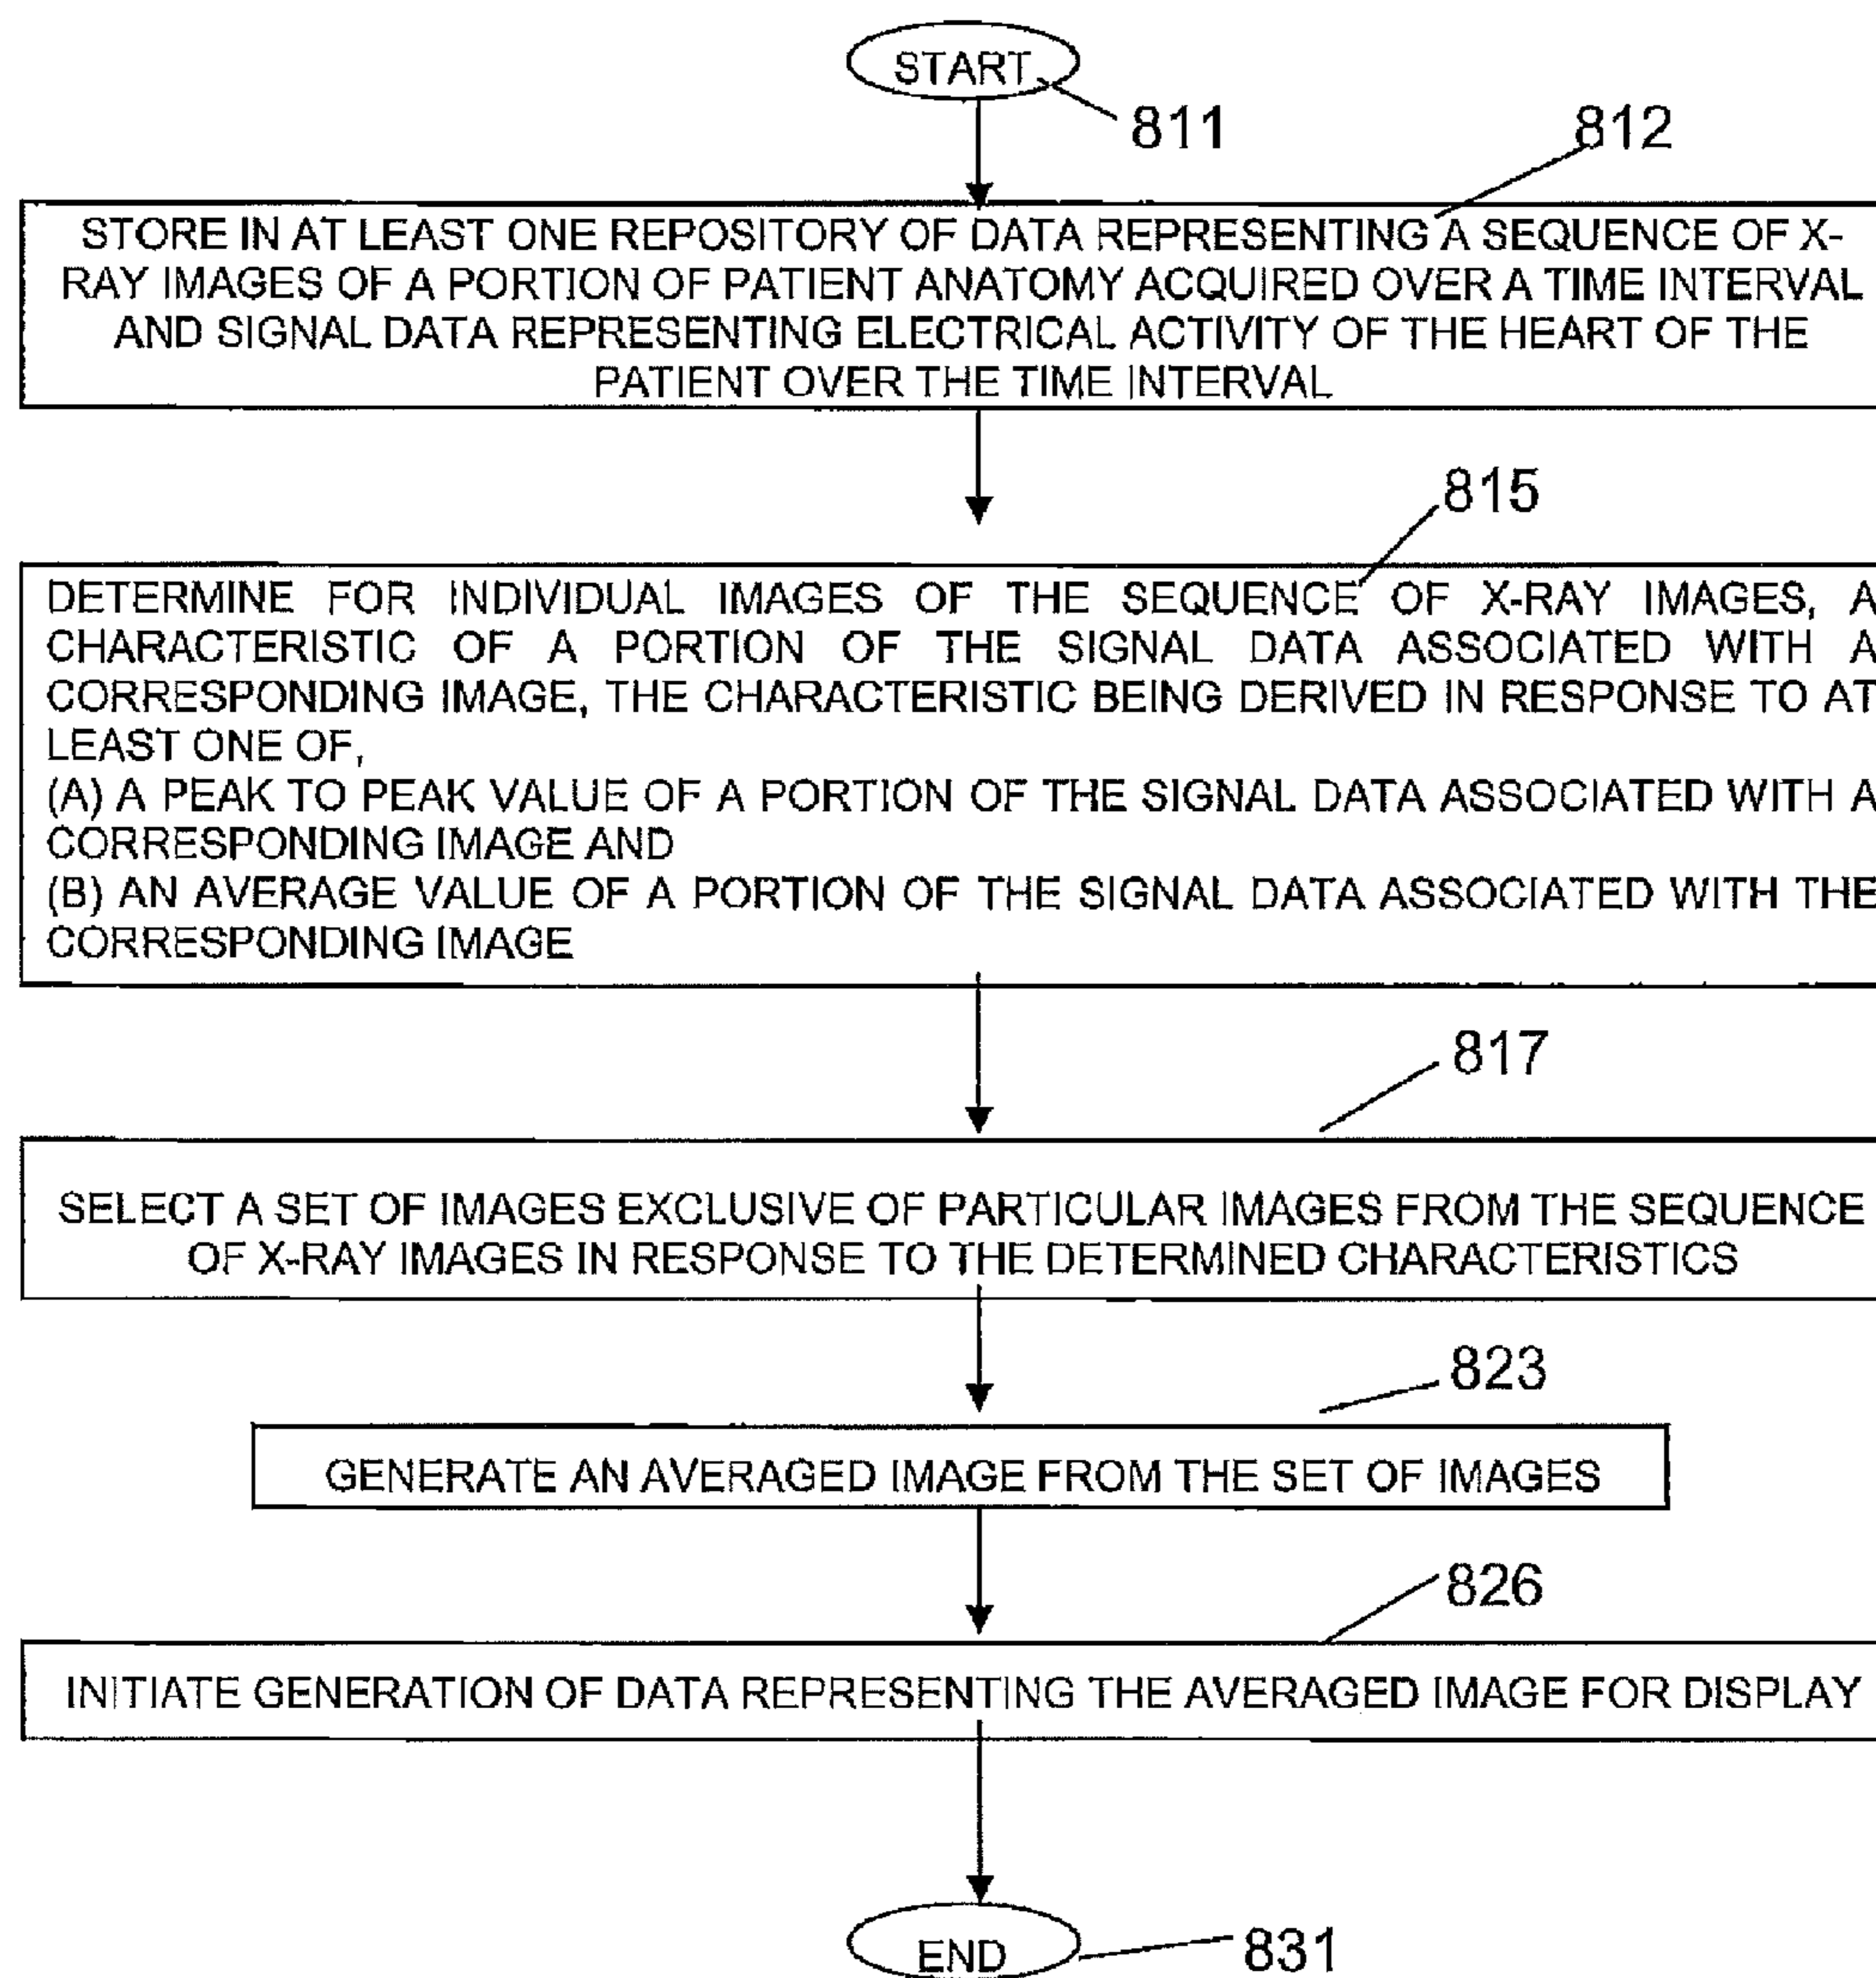 START
811
812
STORE IN AT LEAST ONE REPOSITORY OF DATA REPRESENTING A SEQUENCE OF X-
RAY IMAGES OF A PORTION OF PATIENT ANATOMY ACQUIRED OVER A TIME INTERVAL
AND SIGNAL DATA REPRESENTING ELECTRICAL ACTIVITY OF THE HEART OF THE
PATIENT OVER THE TIME INTERVAL
815
DETERMINE FOR INDIVIDUAL IMAGES OF THE SEQUENCE OF X-RAY IMAGES, A
CHARACTERISTIC OF A PORTION OF THE SIGNAL DATA ASSOCIATED WITH A
CORRESPONDING IMAGE, THE CHARACTERISTIC BEING DERIVED IN RESPONSE TO AT
LEAST ONE OF,
(A) A PEAK TO PEAK VALUE OF A PORTION OF THE SIGNAL DATA ASSOCIATED WITH A
CORRESPONDING IMAGE AND
(B) AN AVERAGE VALUE OF A PORTION OF THE SIGNAL DATA ASSOCIATED WITH THE
CORRESPONDING IMAGE
817
SELECT A SET OF IMAGES EXCLUSIVE OF PARTICULAR IMAGES FROM THE SEQUENCE
OF X-RAY IMAGES IN RESPONSE TO THE DETERMINED CHARACTERISTICS
823
GENERATE AN AVERAGED IMAGE FROM THE SET OF IMAGES
826
INITIATE GENERATION OF DATA REPRESENTING THE AVERAGED IMAGE FOR DISPLAY
END
831